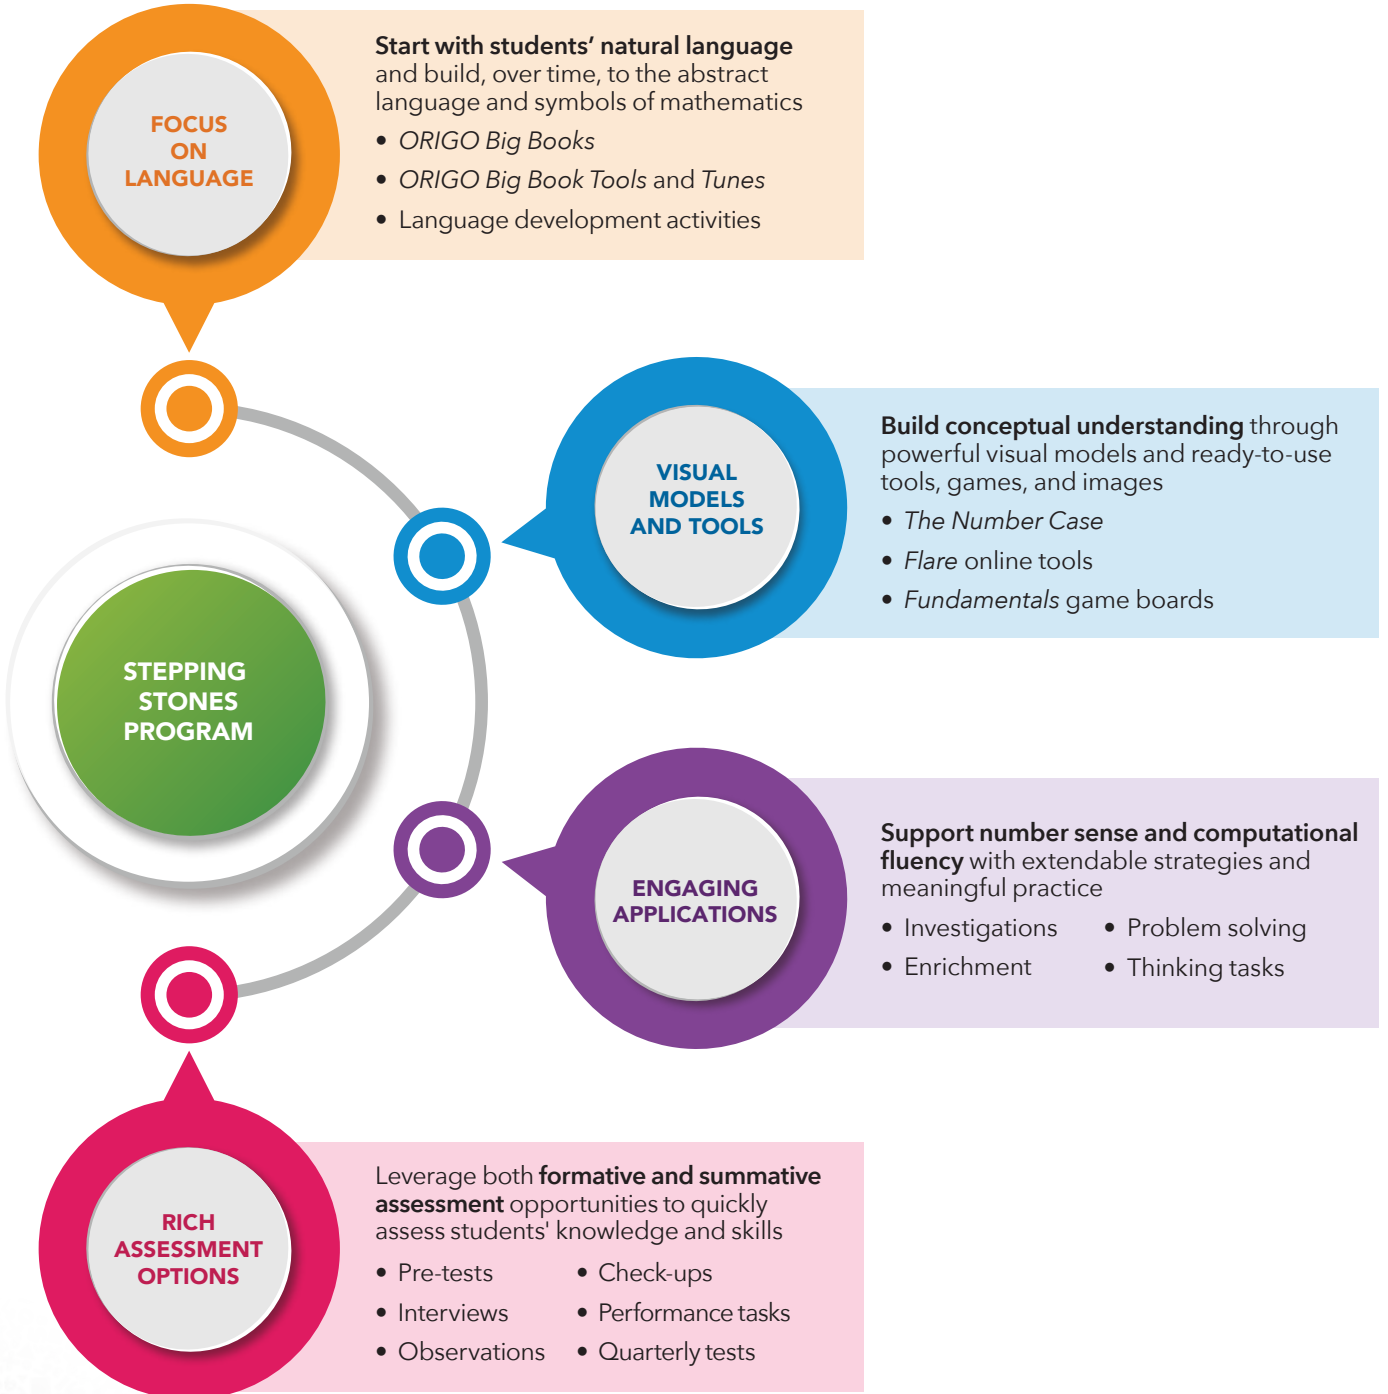 FOCUS
ON
LANGUAGE
Start with students’ natural language
and build, over time, to the abstract
language and symbols of mathematics
• ORIGO Big Books
• ORIGO Big Book Tools and Tunes
• Language development activities
VISUAL
MODELS
AND TOOLS
Build conceptual understanding through
powerful visual models and ready-to-use
tools, games, and images
• The Number Case
• Flare online tools
• Fundamentals game boards
STEPPING
STONES
PROGRAM
ENGAGING
APPLICATIONS
Support number sense and computational
fluency with extendable strategies and
meaningful practice
• Investigations • Problem solving
• Enrichment • Thinking tasks
RICH
ASSESSMENT
OPTIONS
Leverage both formative and summative
assessment opportunities to quickly
assess students' knowledge and skills
• Pre-tests • Check-ups
• Interviews • Performance tasks
• Observations • Quarterly tests